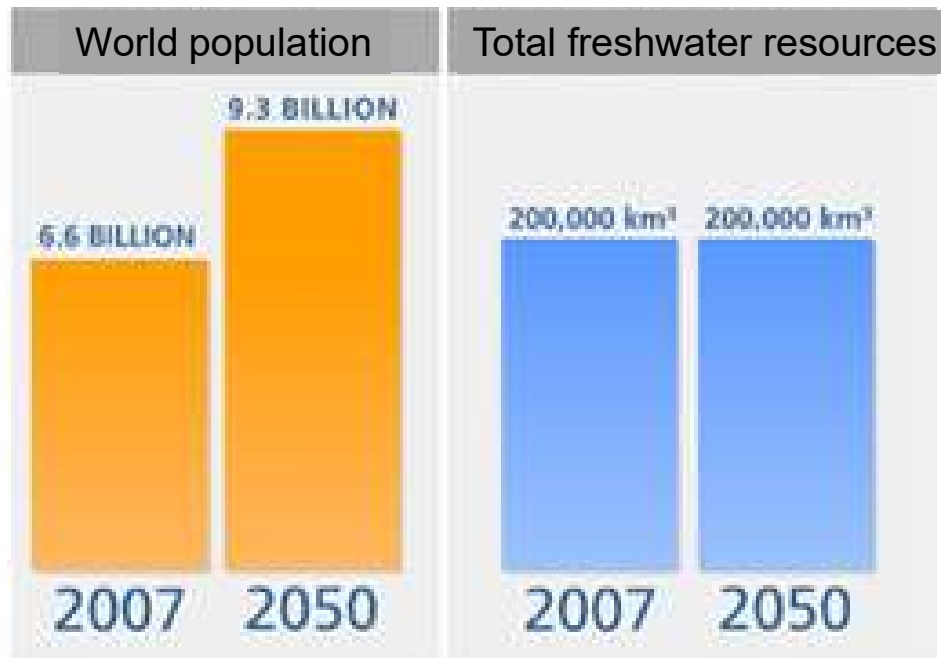 World population
9.3 BILLION
6.6 BILLION
2007 2050
Total freshwater resources
200,000 km³ 200,000 km³
2007 2050